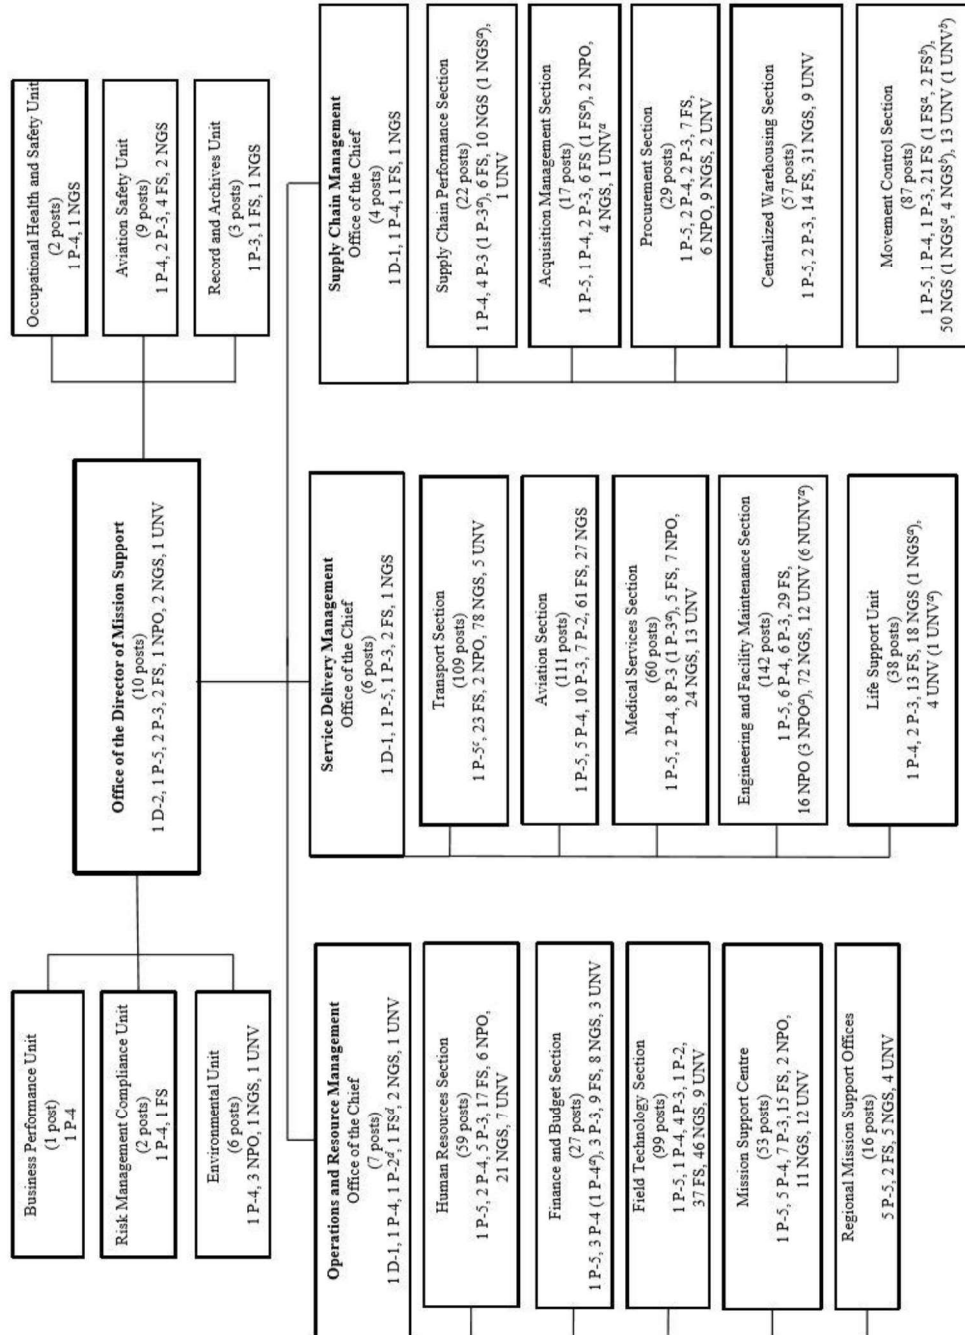 Office of the Director of Mission Support
(10 posts)
1 D-2, 1 P-5, 2 P-3, 2 FS, 1 NPO, 2 NGS, 1 UNV
Business Performance Unit
(1 post)
1 P-4
Risk Management Compliance Unit
(2 posts)
1 P-4, 1 FS
Environmental Unit
(6 posts)
1 P-4, 3 NPO, 1 NGS, 1 UNV
Occupational Health and Safety Unit
(2 posts)
1 P-4, 1 NGS
Aviation Safety Unit
(9 posts)
1 P-4, 2 P-3, 4 FS, 2 NGS
Record and Archives Unit
(3 posts)
1 P-3, 1 FS, 1 NGS
Operations and Resource Management
Office of the Chief
(7 posts)
1 D-1, 1 P-4, 1 P-2ᵈ, 1 FSᵈ, 2 NGS, 1 UNV
Human Resources Section
(59 posts)
1 P-5, 2 P-4, 5 P-3, 17 FS, 6 NPO,
21 NGS, 7 UNV
Finance and Budget Section
(27 posts)
1 P-5, 3 P-4 (1 P-4ᵃ), 3 P-3, 9 FS, 8 NGS, 3 UNV
Field Technology Section
(99 posts)
1 P-5, 1 P-4, 4 P-3, 1 P-2,
37 FS, 46 NGS, 9 UNV
Mission Support Centre
(53 posts)
1 P-5, 5 P-4, 7 P-3, 15 FS, 2 NPO,
11 NGS, 12 UNV
Regional Mission Support Offices
(16 posts)
5 P-5, 2 FS, 5 NGS, 4 UNV
Service Delivery Management
Office of the Chief
(6 posts)
1 D-1, 1 P-5, 1 P-3, 2 FS, 1 NGS
Transport Section
(109 posts)
1 P-5ᶜ, 23 FS, 2 NPO, 78 NGS, 5 UNV
Aviation Section
(111 posts)
1 P-5, 5 P-4, 10 P-3, 7 P-2, 61 FS, 27 NGS
Medical Services Section
(60 posts)
1 P-5, 2 P-4, 8 P-3 (1 P-3ᵃ), 5 FS, 7 NPO,
24 NGS, 13 UNV
Engineering and Facility Maintenance Section
(142 posts)
1 P-5, 6 P-4, 6 P-3, 29 FS,
16 NPO (3 NPOᵃ), 72 NGS, 12 UNV (6 NUNVᵃ)
Life Support Unit
(38 posts)
1 P-4, 2 P-3, 13 FS, 18 NGS (1 NGSᵃ),
4 UNV (1 UNVᵃ)
Supply Chain Management
Office of the Chief
(4 posts)
1 D-1, 1 P-4, 1 FS, 1 NGS
Supply Chain Performance Section
(22 posts)
1 P-4, 4 P-3 (1 P-3ᵃ), 6 FS, 10 NGS (1 NGSᵃ),
1 UNV
Acquisition Management Section
(17 posts)
1 P-5, 1 P-4, 2 P-3, 6 FS (1 FSᵃ), 2 NPO,
4 NGS, 1 UNVᵃ
Procurement Section
(29 posts)
1 P-5, 2 P-4, 2 P-3, 7 FS,
6 NPO, 9 NGS, 2 UNV
Centralized Warehousing Section
(57 posts)
1 P-5, 2 P-3, 14 FS, 31 NGS, 9 UNV
Movement Control Section
(87 posts)
1 P-5, 1 P-4, 1 P-3, 21 FS (1 FSᵃ, 2 FSᵇ),
50 NGS (1 NGSᵃ, 4 NGSᵇ), 13 UNV (1 UNVᵇ)